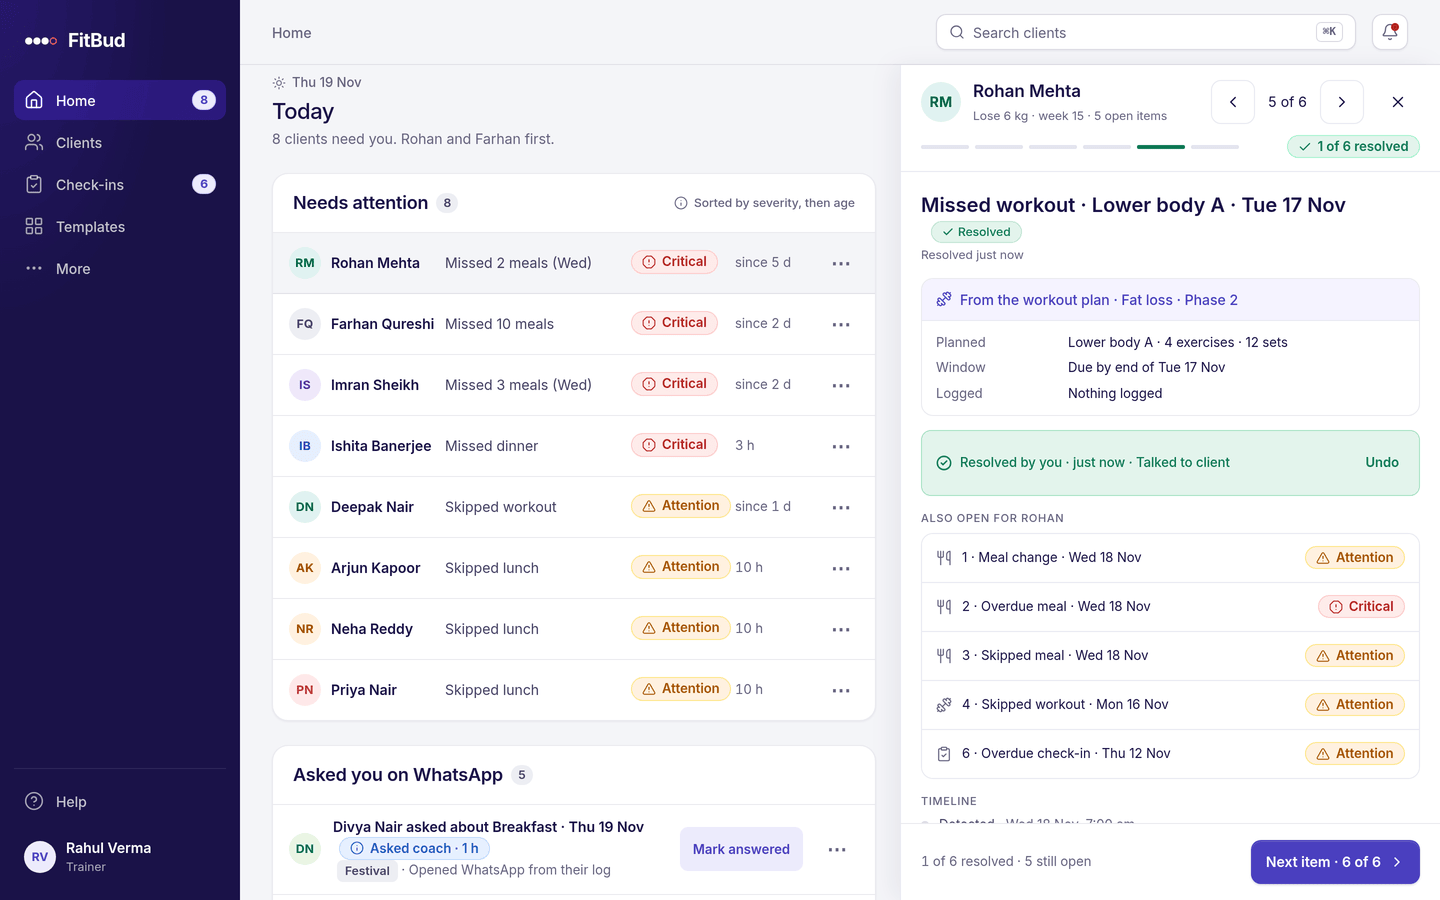 FitBud
Home 8
Clients
Check-ins 6
Templates
More
Help
RV
Rahul Verma
Trainer
Home
Search clients ⌘K
Thu 19 Nov
Today
8 clients need you. Rohan and Farhan first.
Needs attention 8
Sorted by severity, then age
RM Rohan Mehta Missed 2 meals (Wed) Critical since 5 d
FQ Farhan Qureshi Missed 10 meals Critical since 2 d
IS Imran Sheikh Missed 3 meals (Wed) Critical since 2 d
IB Ishita Banerjee Missed dinner Critical 3 h
DN Deepak Nair Skipped workout Attention since 1 d
AK Arjun Kapoor Skipped lunch Attention 10 h
NR Neha Reddy Skipped lunch Attention 10 h
PN Priya Nair Skipped lunch Attention 10 h
Asked you on WhatsApp 5
DN
Divya Nair asked about Breakfast · Thu 19 Nov
Asked coach · 1 h
Festival · Opened WhatsApp from their log
Mark answered
RM
Rohan Mehta
Lose 6 kg · week 15 · 5 open items
5 of 6
1 of 6 resolved
Missed workout · Lower body A · Tue 17 Nov
Resolved
Resolved just now
From the workout plan · Fat loss · Phase 2
Planned Lower body A · 4 exercises · 12 sets
Window Due by end of Tue 17 Nov
Logged Nothing logged
Resolved by you · just now · Talked to client Undo
ALSO OPEN FOR ROHAN
1 · Meal change · Wed 18 Nov Attention
2 · Overdue meal · Wed 18 Nov Critical
3 · Skipped meal · Wed 18 Nov Attention
4 · Skipped workout · Mon 16 Nov Attention
6 · Overdue check-in · Thu 12 Nov Attention
TIMELINE
Detected · Wed 18 Nov, 7:00 am
1 of 6 resolved · 5 still open
Next item · 6 of 6